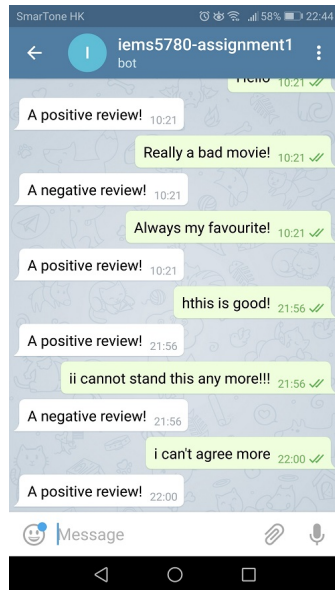 SmarTone HK 58% 22:44
I iems5780-assignment1
bot
Hello 10:21
A positive review! 10:21
Really a bad movie! 10:21
A negative review! 10:21
Always my favourite! 10:21
A positive review! 10:21
hthis is good! 21:56
A positive review! 21:56
ii cannot stand this any more!!! 21:56
A negative review! 21:56
i can't agree more 22:00
A positive review! 22:00
Message